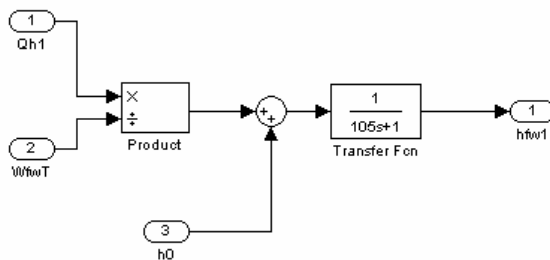 1
Qh1
×
÷
Product
2
WfwT
+
+
1
105s+1
Transfer Fcn
1
hfw1
3
h0